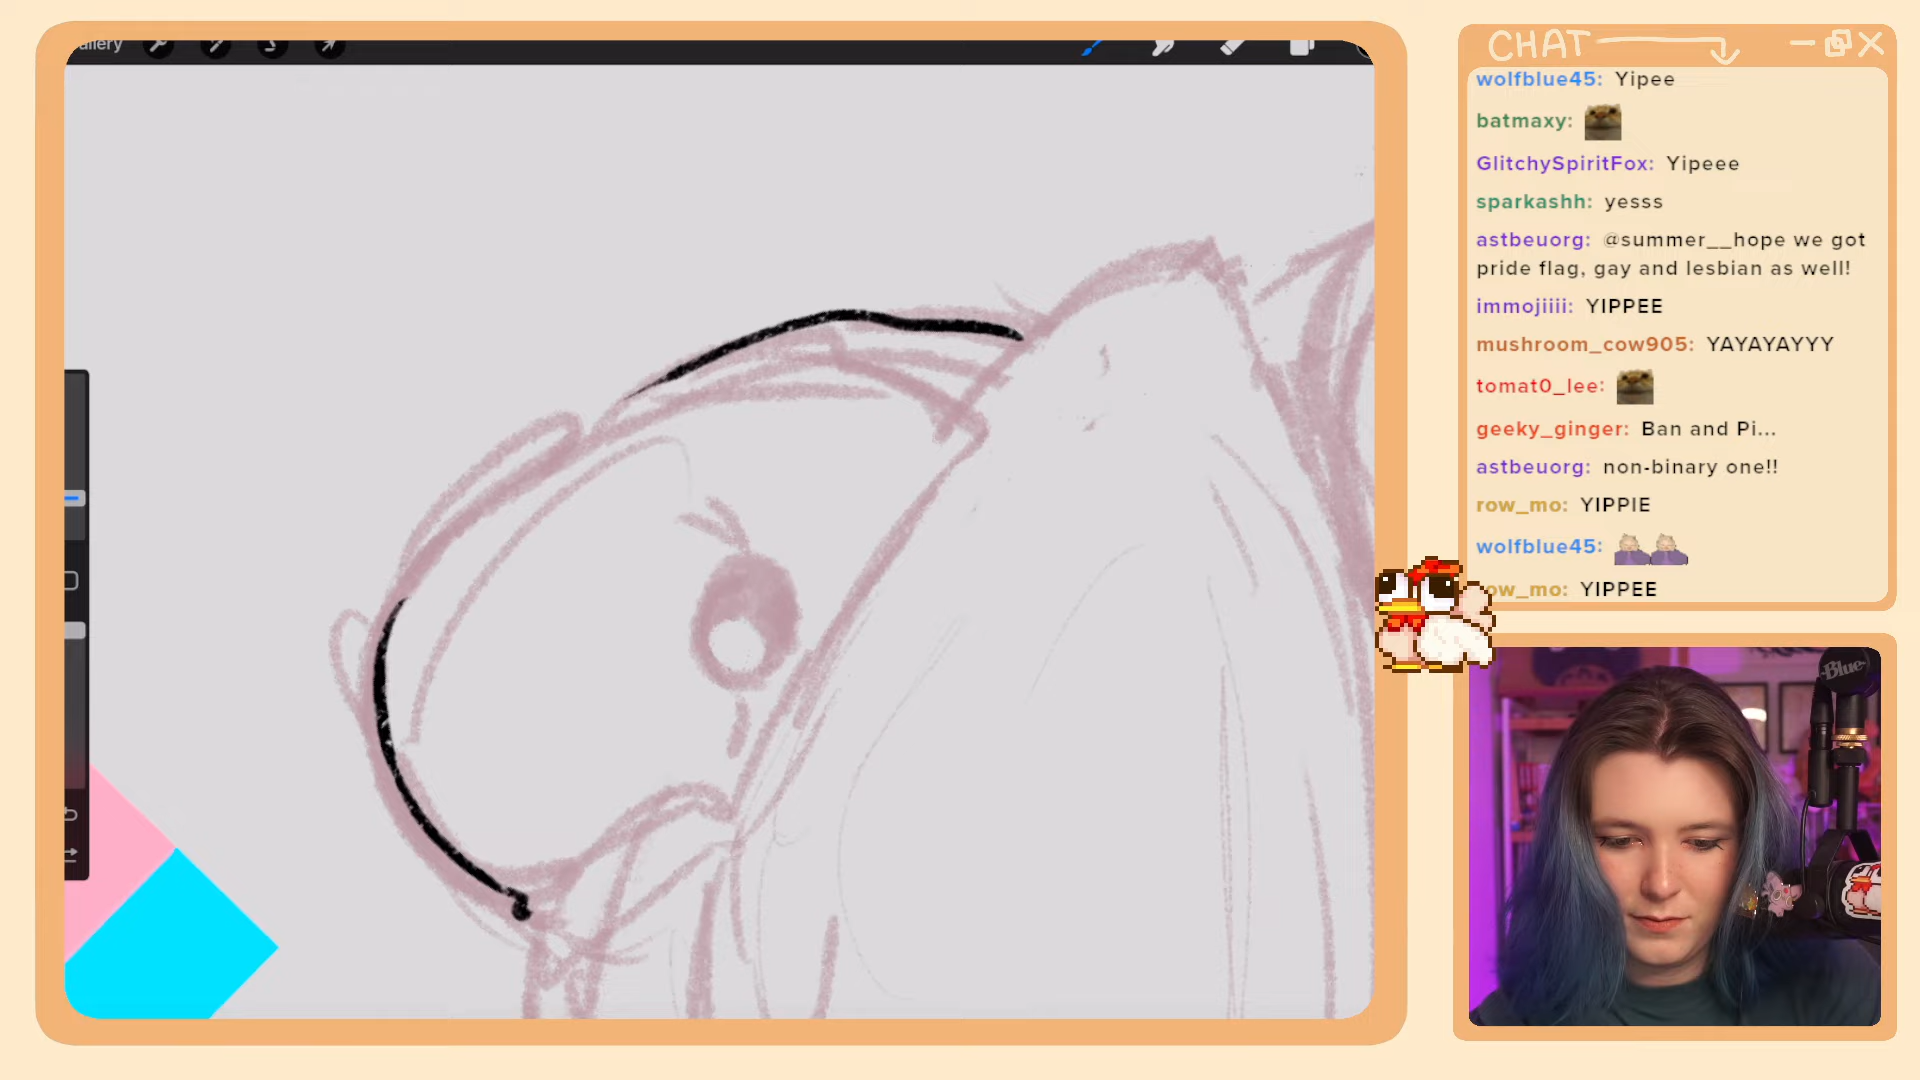 allery
CHAT
wolfblue45: Yipee
batmaxy:
GlitchySpiritFox: Yipeee
sparkashh: yesss
astbeuorg: @summer__hope we got
pride flag, gay and lesbian as well!
immojiiii: YIPPEE
mushroom_cow905: YAYAYAYYY
tomat0_lee:
geeky_ginger: Ban and Pi...
astbeuorg: non-binary one!!
row_mo: YIPPIE
wolfblue45:
ow_mo: YIPPEE
Blue